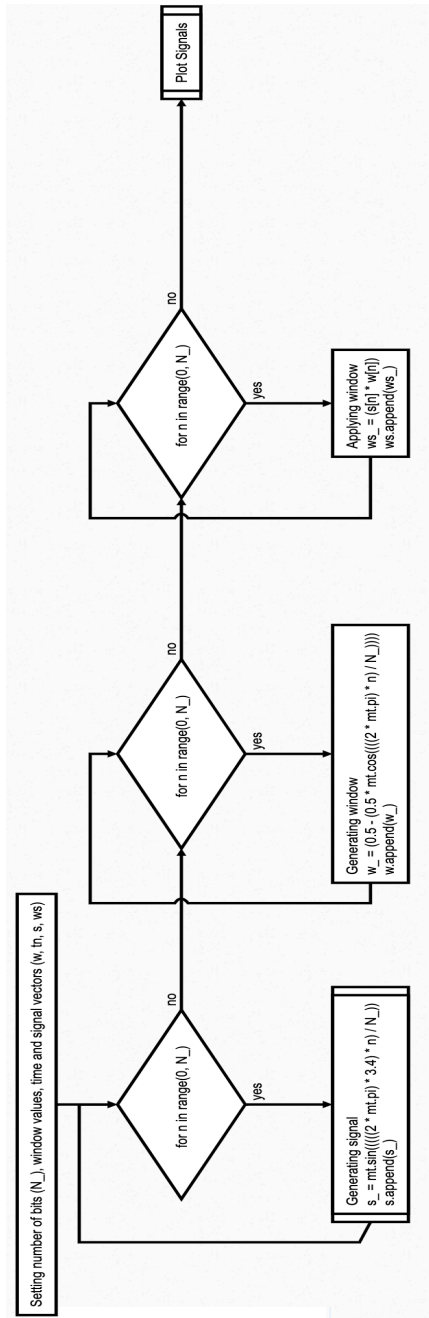 Setting number of bits (N_), window values, time and signal vectors (w, tn, s, ws)
for n in range(0, N_)
no
yes
Generating signal
s_ = mt.sin(((((2 * mt.pi) * 3.4) * n) / N_))
s.append(s_)
for n in range(0, N_)
no
yes
Generating window
w_ = (0.5 - (0.5 * mt.cos((((2 * mt.pi) * n) / N_))))
w.append(w_)
for n in range(0, N_)
no
yes
Applying window
ws_ = (s[n] * w[n])
ws.append(ws_)
Plot Signals